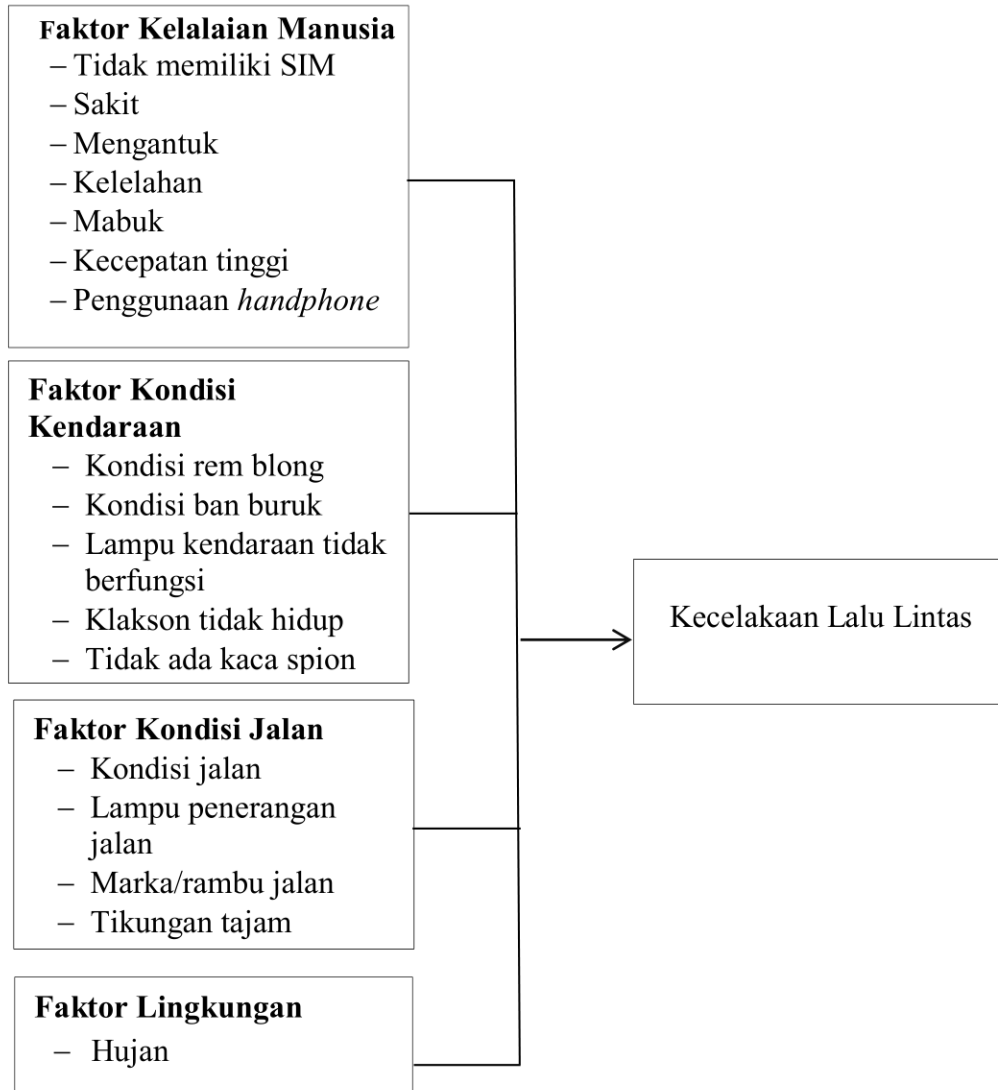 Faktor Kelalaian Manusia
– Tidak memiliki SIM
– Sakit
– Mengantuk
– Kelelahan
– Mabuk
– Kecepatan tinggi
– Penggunaan handphone
Faktor Kondisi
Kendaraan
– Kondisi rem blong
– Kondisi ban buruk
– Lampu kendaraan tidak
berfungsi
– Klakson tidak hidup
– Tidak ada kaca spion
Faktor Kondisi Jalan
– Kondisi jalan
– Lampu penerangan
jalan
– Marka/rambu jalan
– Tikungan tajam
Faktor Lingkungan
– Hujan
Kecelakaan Lalu Lintas